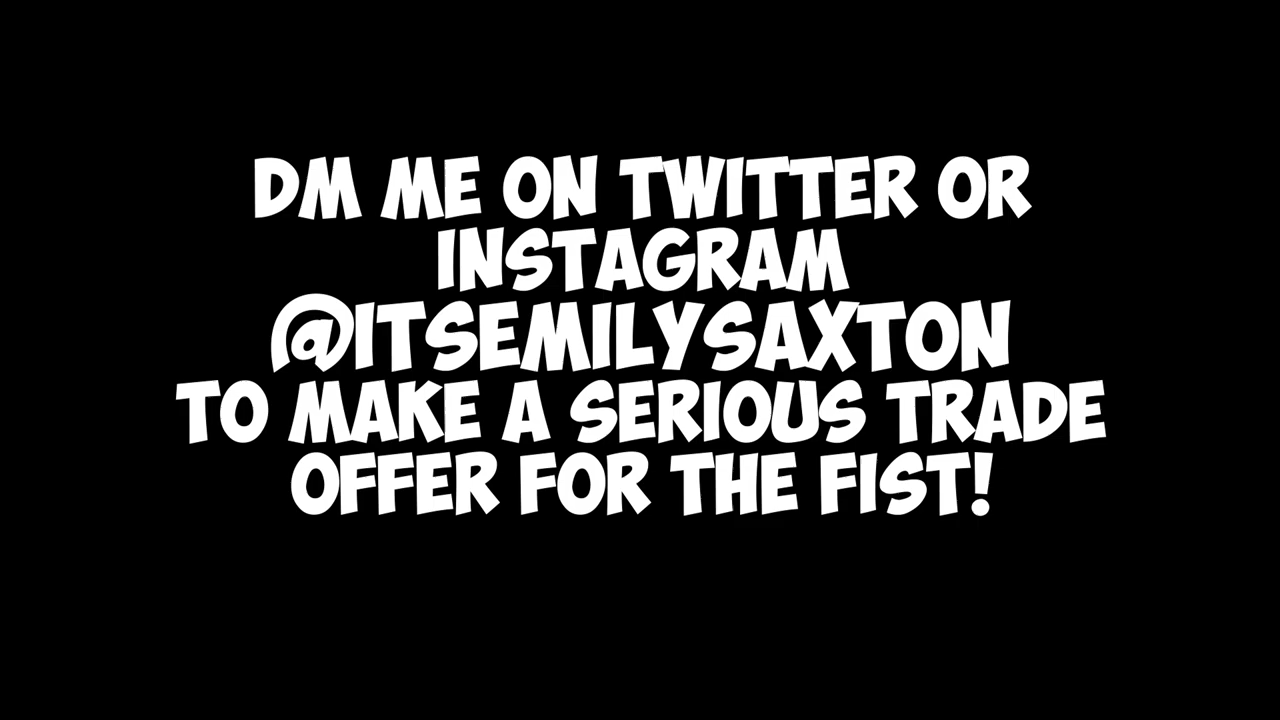 DM ME ON TWITTER OR
INSTAGRAM
@ITSEMILYSAXTON
TO MAKE A SERIOUS TRADE
OFFER FOR THE FIST!